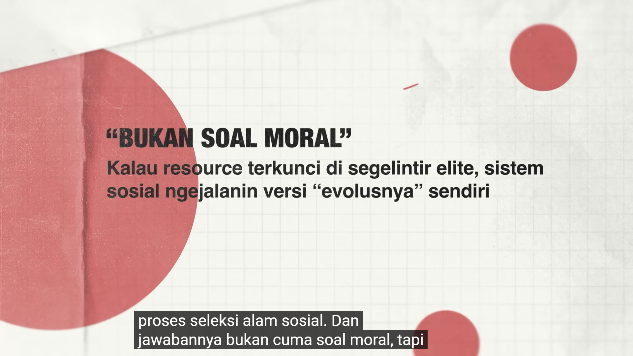 “BUKAN SOAL MORAL”
Kalau resource terkunci di segelintir elite, sistem
sosial ngejalanin versi “evolusnya” sendiri
proses seleksi alam sosial. Dan
jawabannya bukan cuma soal moral, tapi